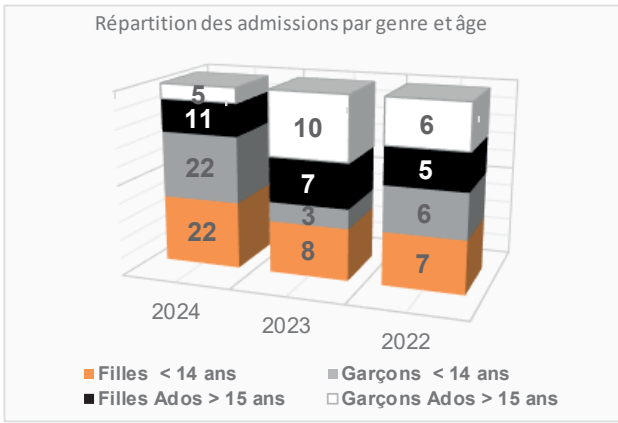 Répartition des admissions par genre et âge
5 10 6
11 7 5
22 3 6
22 8 7
2024 2023 2022
Filles < 14 ans Garçons < 14 ans
Filles Ados > 15 ans Garçons Ados > 15 ans